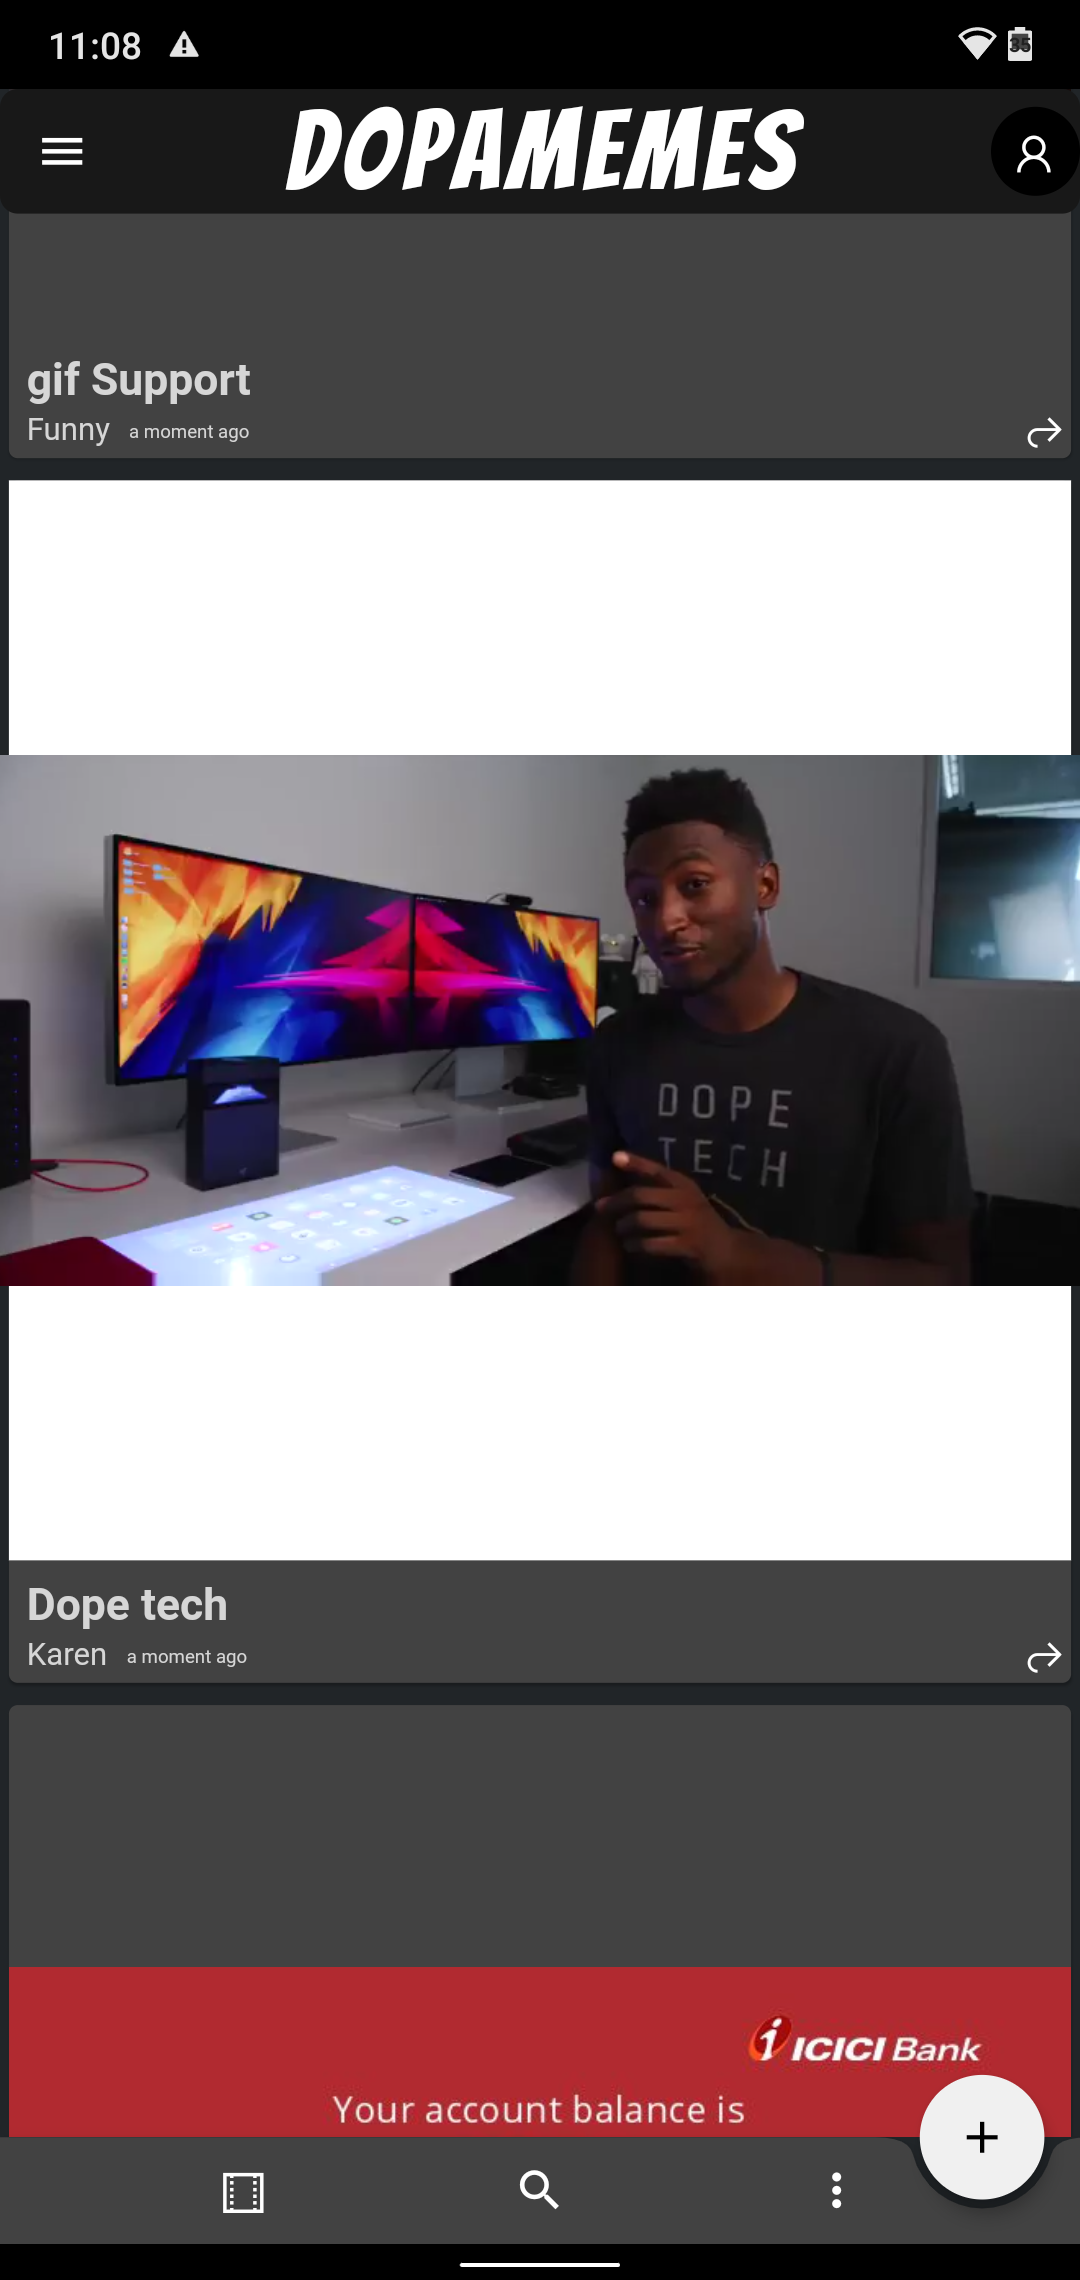 11:08
35
DOPAMEMES
gif Support
Funny a moment ago
DOPE
TECH
Dope tech
Karen a moment ago
i ICICI Bank
Your account balance is